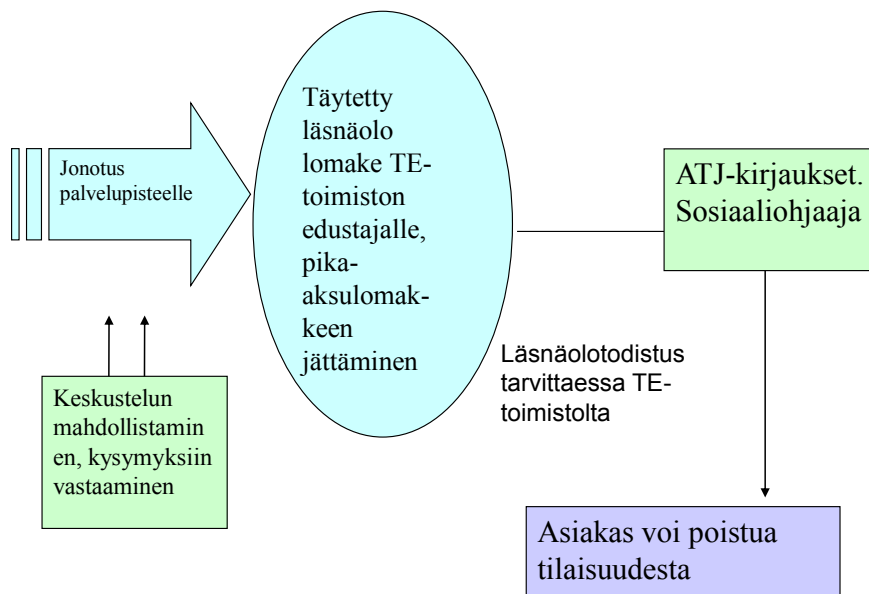 Jonotus
palvelupisteelle
Täytetty
läsnäolo
lomake TE-
toimiston
edustajalle,
pika-
aksulomak-
keen
jättäminen
ATJ-kirjaukset.
Sosiaaliohjaaja
Läsnäolotodistus
tarvittaessa TE-
toimistolta
Keskustelun
mahdollistamin
en, kysymyksiin
vastaaminen
Asiakas voi poistua
tilaisuudesta